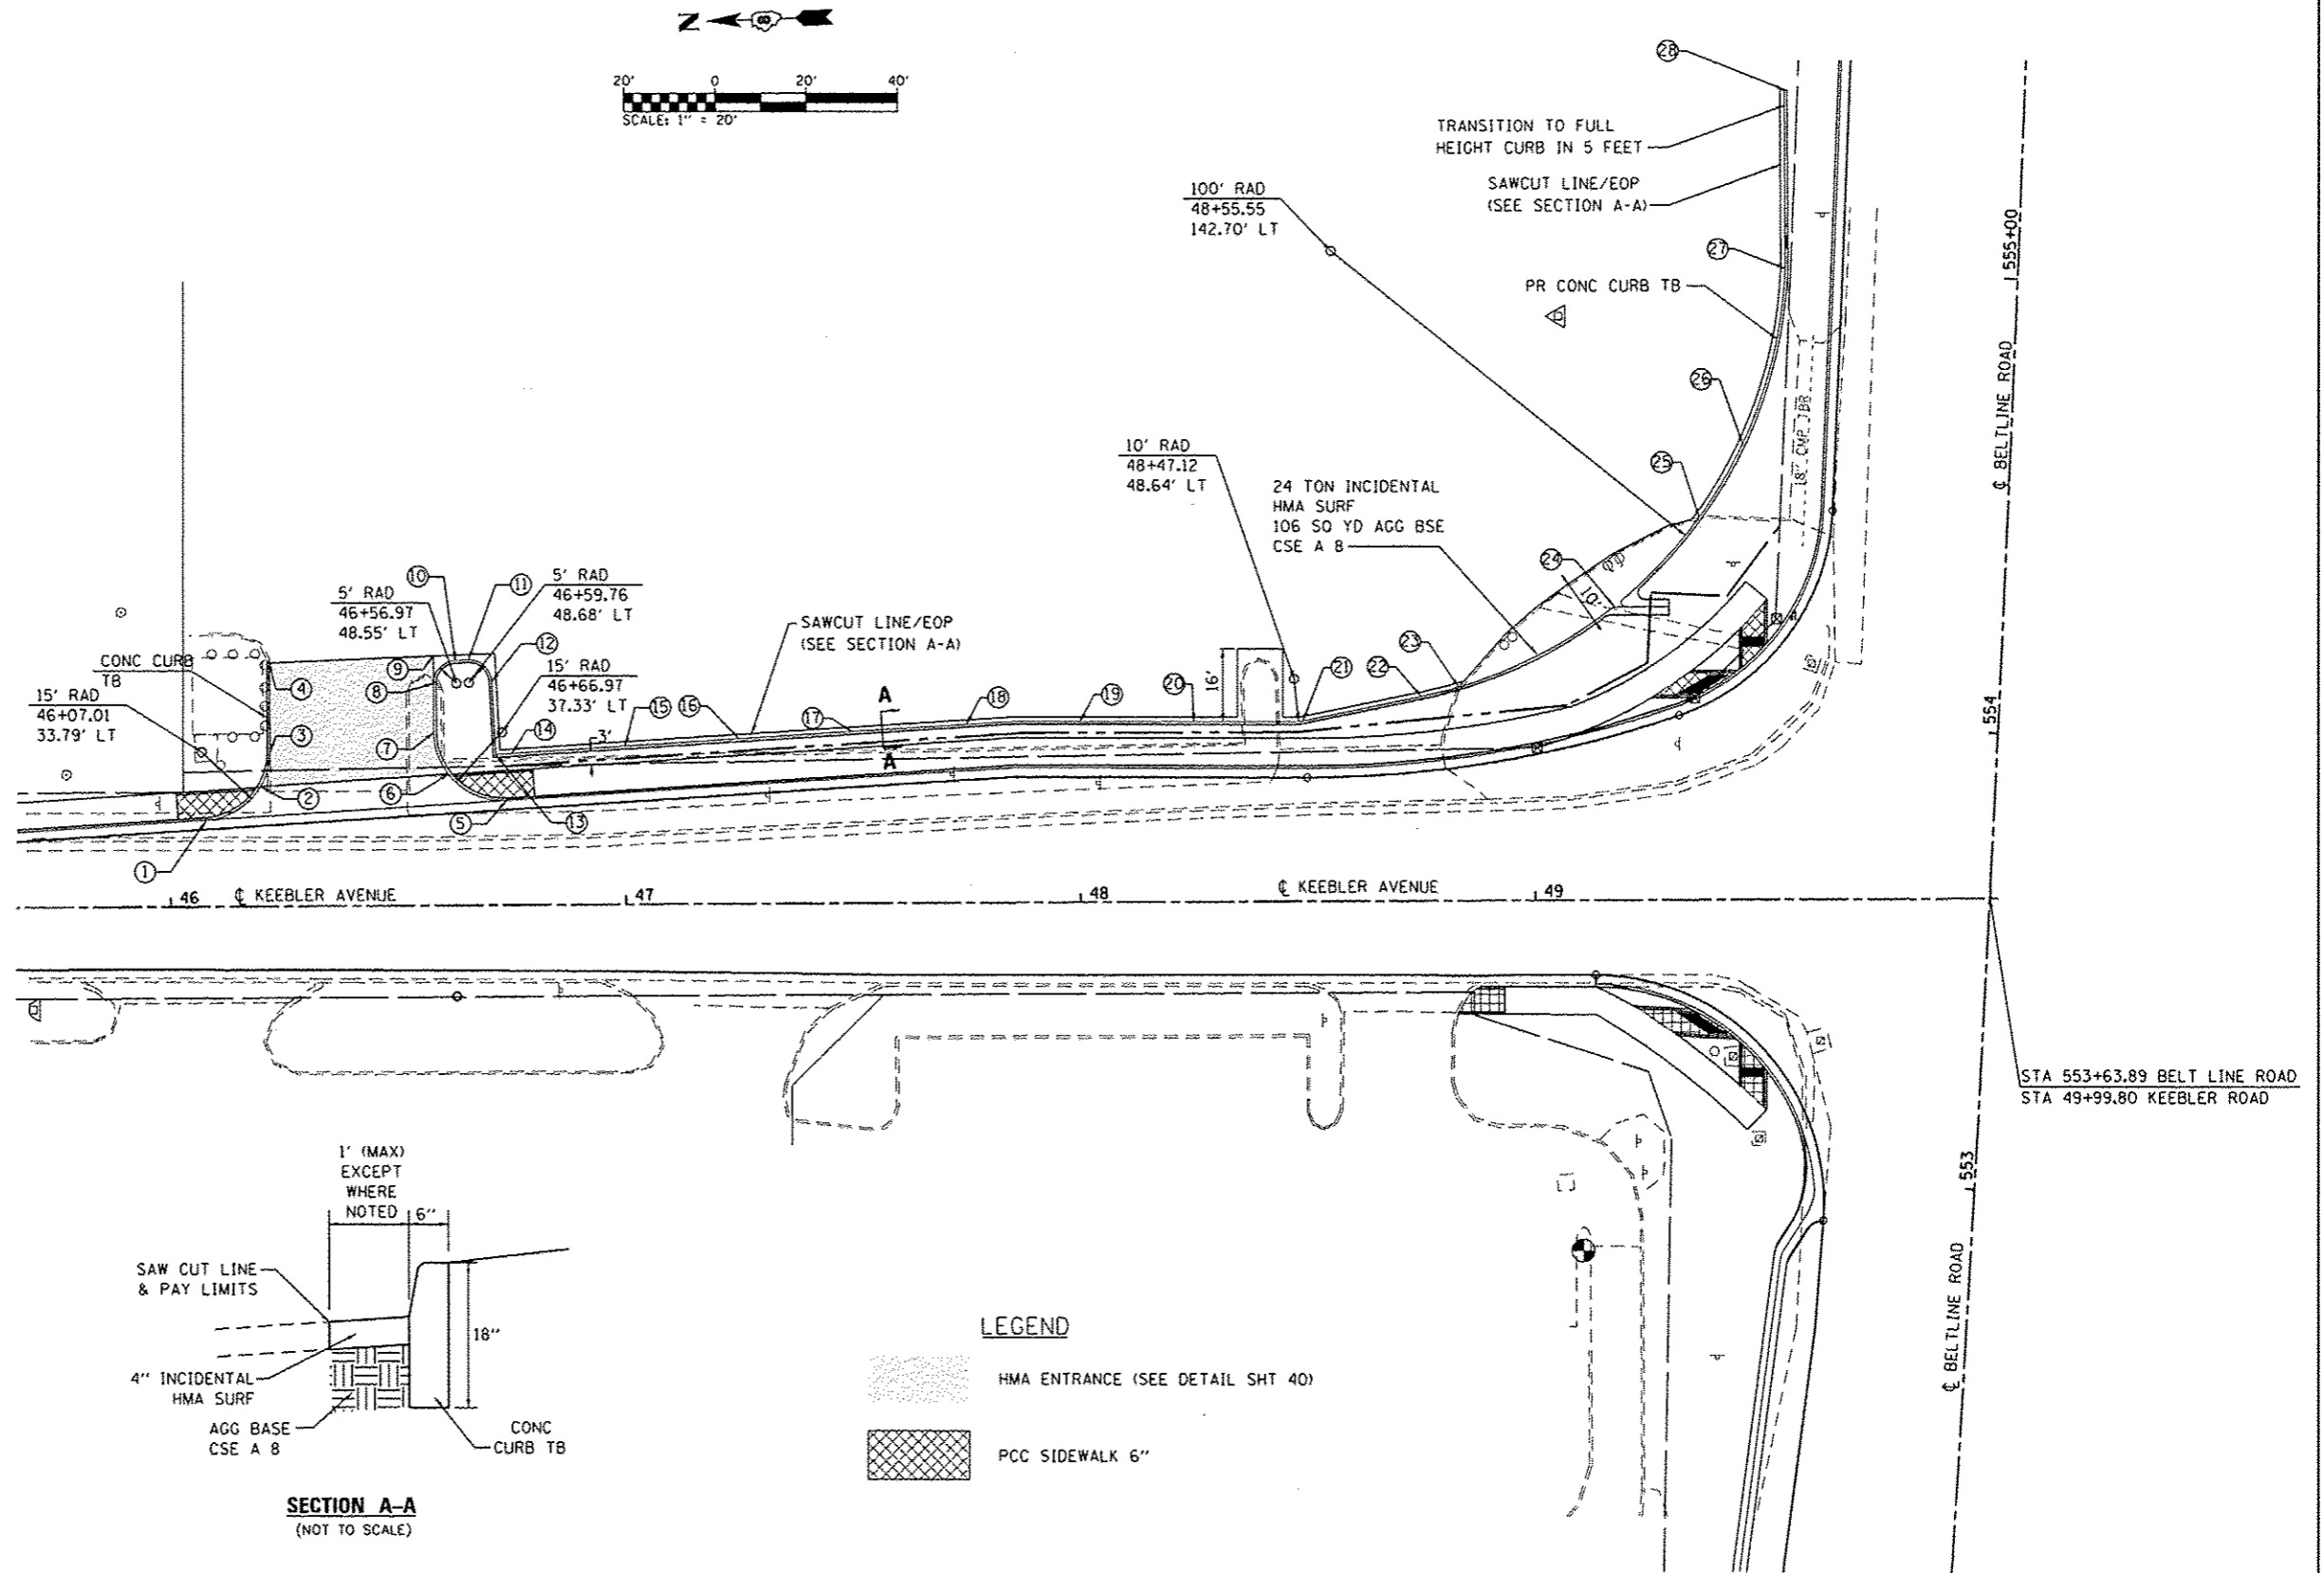 N
20' 0 20' 40'
SCALE: 1" = 20'
28
TRANSITION TO FULL
HEIGHT CURB IN 5 FEET
SAWCUT LINE/EOP
(SEE SECTION A-A)
100' RAD
48+55.55
142.70' LT
27
PR CONC CURB TB
26
555+00
℄ BELTLINE ROAD
18" CMP TBR
25
10' RAD
48+47.12
48.64' LT
24 TON INCIDENTAL
HMA SURF
106 SQ YD AGG BSE
CSE A 8
24
10'
23
22
21
20
16'
19
18
17
16
15
14
13
12
11
10
9
8
7
6
5
4
3
2
1
5' RAD
46+56.97
48.55' LT
5' RAD
46+59.76
48.68' LT
15' RAD
46+66.97
37.33' LT
SAWCUT LINE/EOP
(SEE SECTION A-A)
CONC CURB
TB
15' RAD
46+07.01
33.79' LT
3'
A
A
554
46 ℄ KEEBLER AVENUE 47 48 ℄ KEEBLER AVENUE 49
STA 553+63.89 BELT LINE ROAD
STA 49+99.80 KEEBLER ROAD
553
℄ BELTLINE ROAD
1' (MAX)
EXCEPT
WHERE
NOTED
6"
SAW CUT LINE
& PAY LIMITS
18"
4" INCIDENTAL
HMA SURF
AGG BASE
CSE A 8
CONC
CURB TB
SECTION A-A
(NOT TO SCALE)
LEGEND
HMA ENTRANCE (SEE DETAIL SHT 40)
PCC SIDEWALK 6"